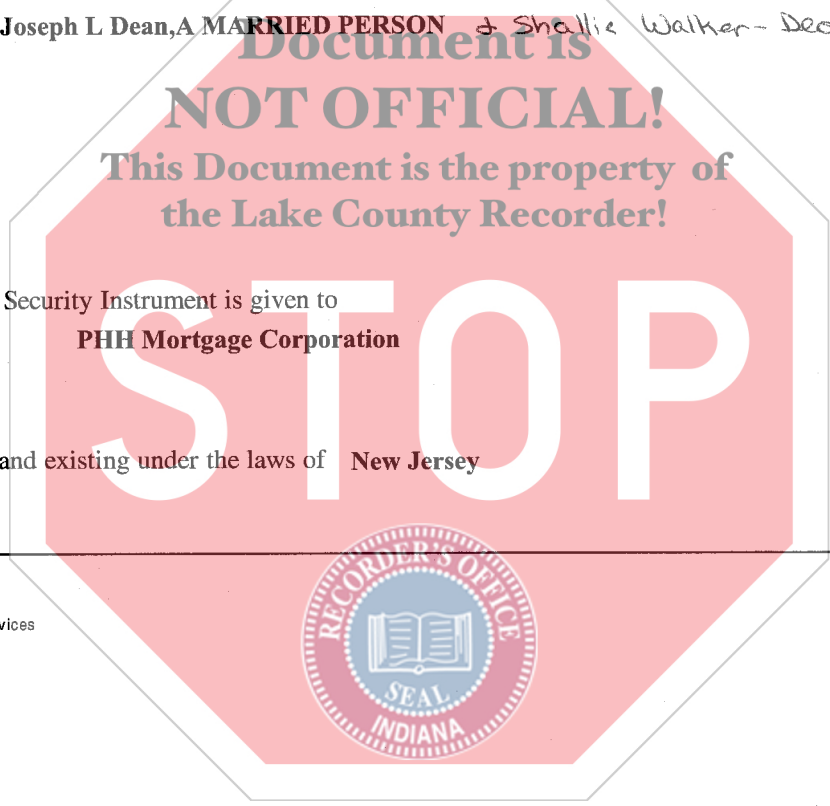 Joseph L Dean,A MARRIED PERSON & Shallie Walker-
Document is
NOT OFFICIAL!
This Document is the property of
the Lake County Recorder!
Security Instrument is given to
PHH Mortgage Corporation
STOP
and existing under the laws of New Jersey
RECORDER'S OFFICE
vices
SEAL
INDIANA